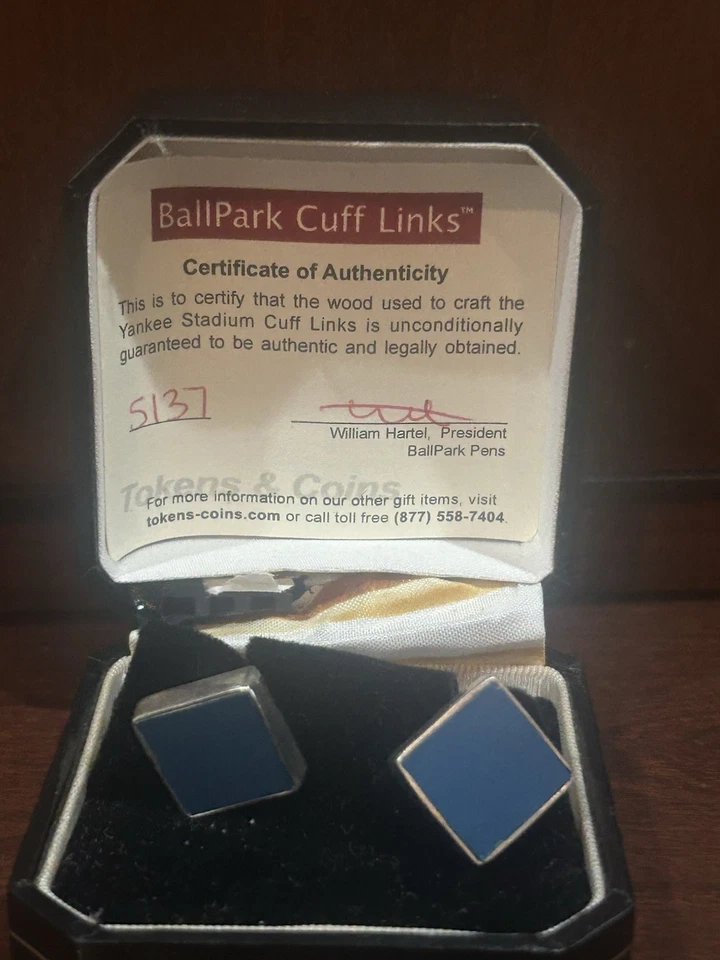 BallPark Cuff Links™
Certificate of Authenticity
This is to certify that the wood used to craft the
Yankee Stadium Cuff Links is unconditionally
guaranteed to be authentic and legally obtained.
5137
William Hartel, President
BallPark Pens
Tokens & Coins
For more information on our other gift items, visit
tokens-coins.com or call toll free (877) 558-7404.